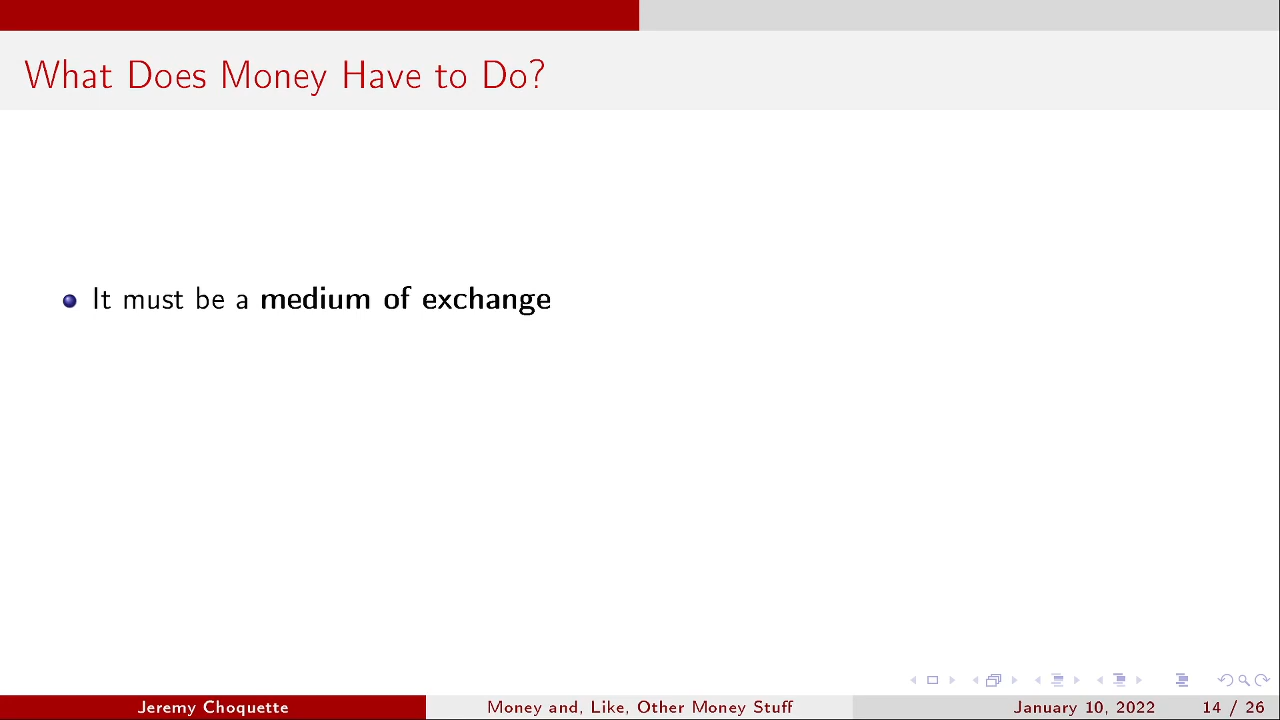 What Does Money Have to Do?
It must be a medium of exchange
Jeremy Choquette
Money and, Like, Other Money Stuff
January 10, 2022
14 / 26